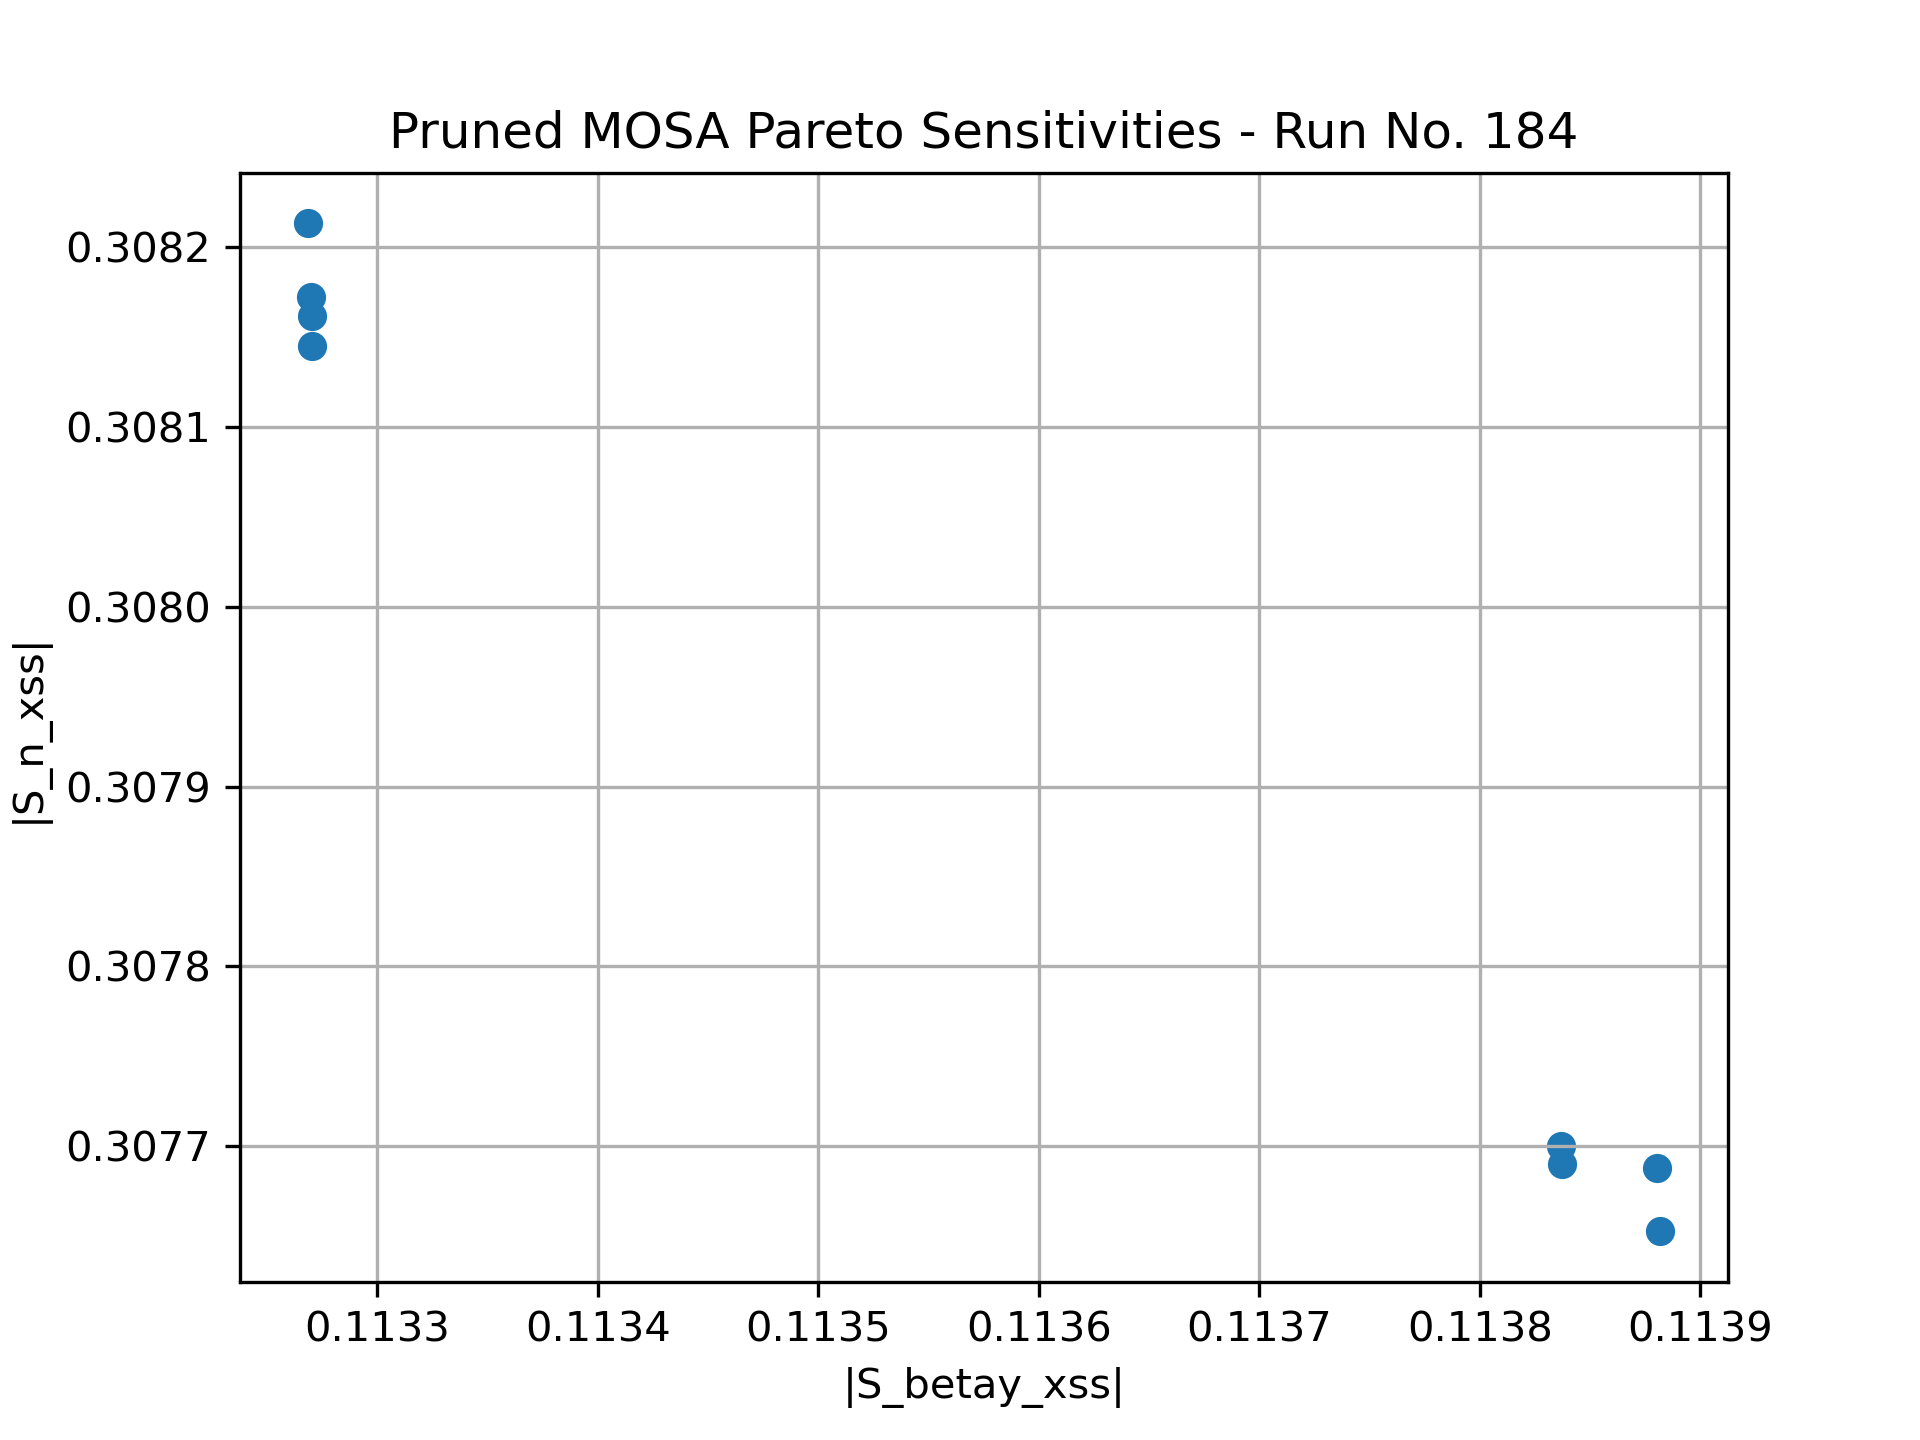 Pruned MOSA Pareto Sensitivities - Run No. 184
|S_n_xss|
0.3082
0.3081
0.3080
0.3079
0.3078
0.3077
0.1133 0.1134 0.1135 0.1136 0.1137 0.1138 0.1139
|S_betay_xss|